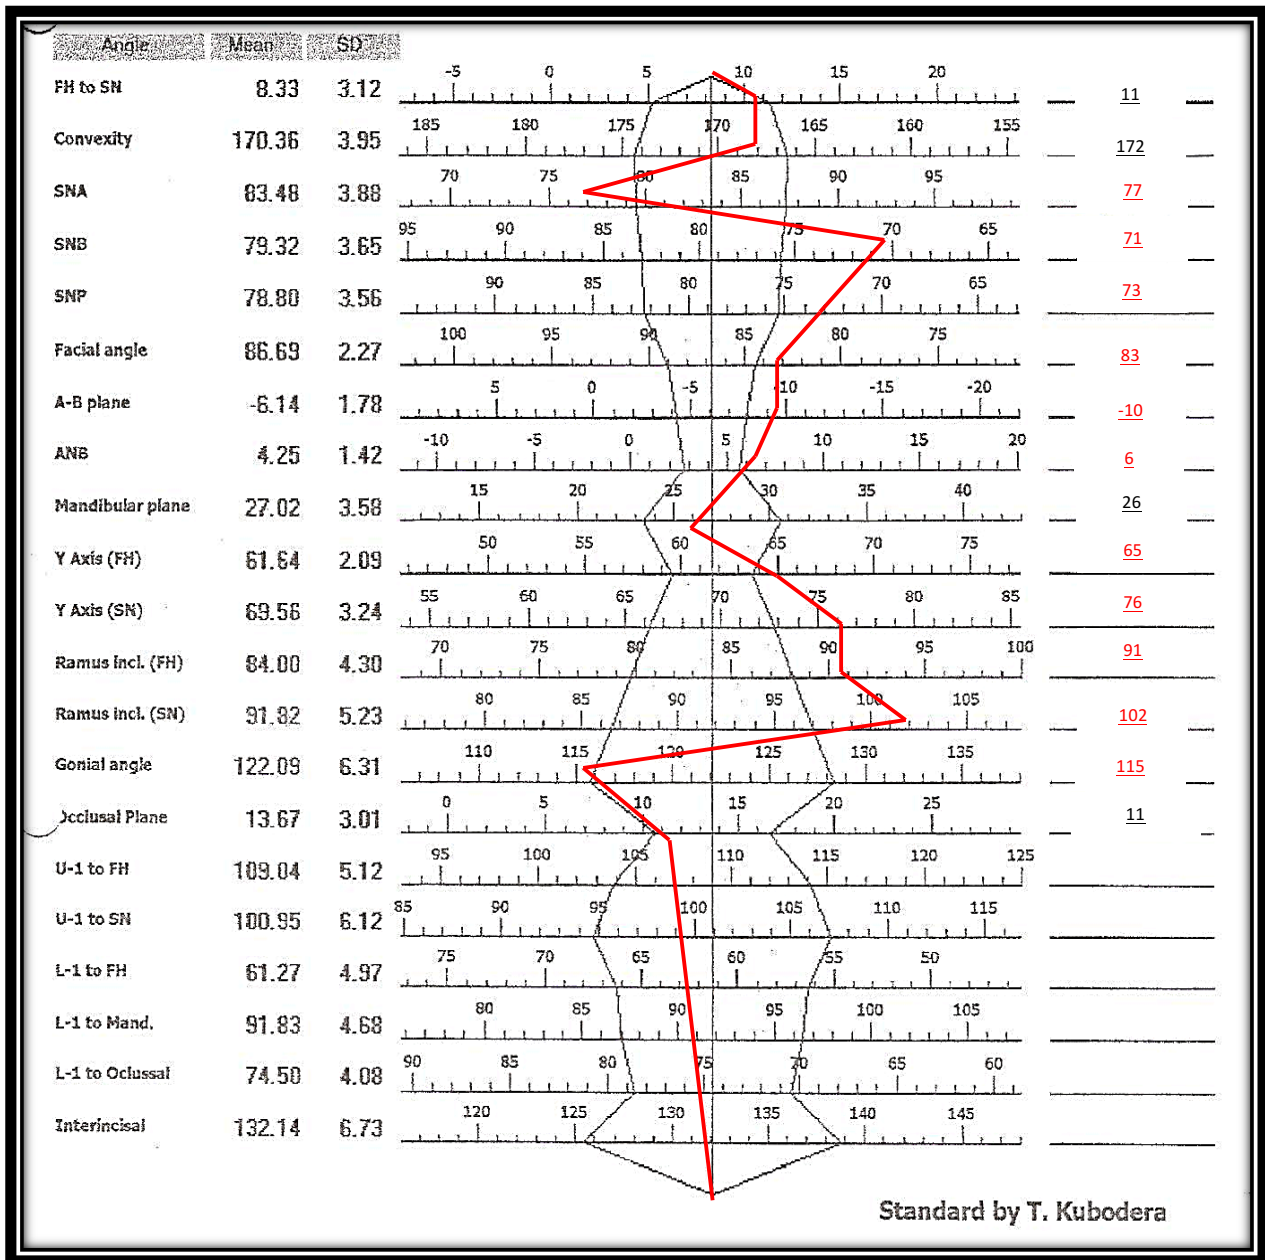 Angle Mean SD
-5 0 5 10 15 20
FH to SN 8.33 3.12 11
185 180 175 170 165 160 155
Convexity 170.36 3.95 172
70 75 80 85 90 95
SNA 83.48 3.88 77
95 90 85 80 75 70 65
SNB 79.32 3.65 71
90 85 80 75 70 65
SNP 78.80 3.56 73
100 95 90 85 80 75
Facial angle 86.69 2.27 83
5 0 -5 -10 -15 -20
A-B plane -6.14 1.78 -10
-10 -5 0 5 10 15 20
ANB 4.25 1.42 6
15 20 25 30 35 40
Mandibular plane 27.02 3.58 26
50 55 60 65 70 75
Y Axis (FH) 61.64 2.09 65
55 60 65 70 75 80 85
Y Axis (SN) 69.56 3.24 76
70 75 80 85 90 95 100
Ramus incl. (FH) 84.00 4.30 91
80 85 90 95 100 105
Ramus incl. (SN) 91.82 5.23 102
110 115 120 125 130 135
Gonial angle 122.09 6.31 115
0 5 10 15 20 25
Occlusal Plane 13.67 3.01 11
95 100 105 110 115 120 125
U-1 to FH 109.04 5.12
85 90 95 100 105 110 115
U-1 to SN 100.95 6.12
75 70 65 60 55 50
L-1 to FH 61.27 4.97
80 85 90 95 100 105
L-1 to Mand. 91.83 4.68
90 85 80 75 70 65 60
L-1 to Oclussal 74.50 4.08
120 125 130 135 140 145
Interincisal 132.14 6.73
Standard by T. Kubodera